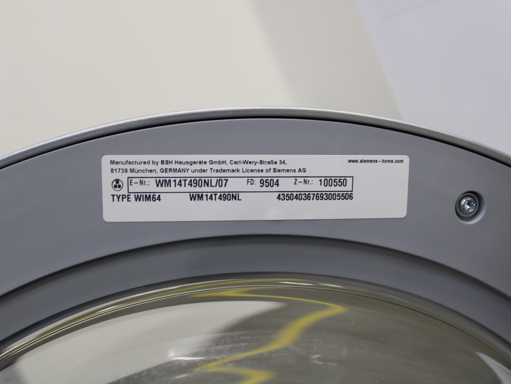 Manufactured by BSH Hausgeräte GmbH, Carl-Wery-Straße 34,
81739 München, GERMANY under Trademark License of Siemens AG
www.siemens-home.com
E-Nr.: WM14T490NL/07 FD. 9504 Z-Nr.: 100550
TYPE WIM64 WM14T490NL 435040367693005506